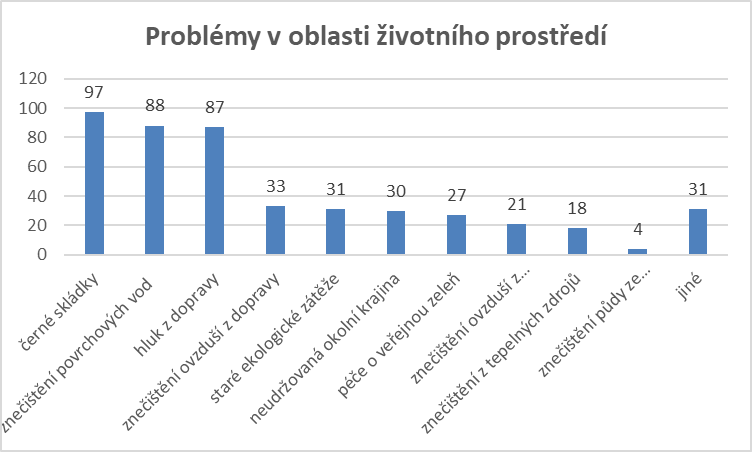 Problémy v oblasti životního prostředí
120
100
80
60
40
20
0
97
88
87
33
31
30
27
21
18
4
31
černé skládky
znečištění povrchových vod
hluk z dopravy
znečištění ovzduší z dopravy
staré ekologické zátěže
neudržovaná okolní krajina
péče o veřejnou zeleň
znečištění ovzduší z...
znečištění z tepelných zdrojů
znečištění půdy ze...
jiné